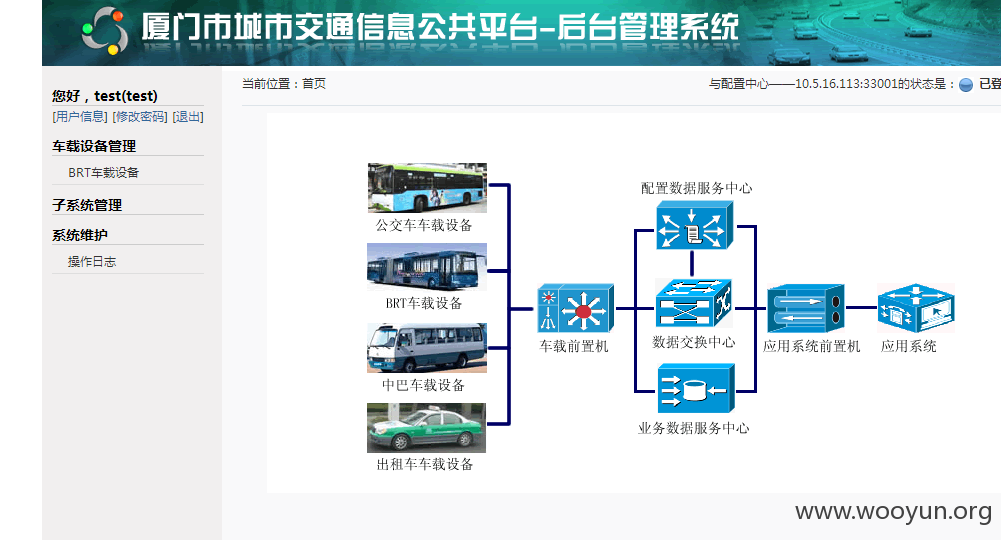 厦门市城市交通信息公共平台-后台管理系统
您好，test(test)
[用户信息] [修改密码] [退出]
车载设备管理
BRT车载设备
子系统管理
系统维护
操作日志
当前位置：首页
与配置中心——10.5.16.113:33001的状态是： 已登
公交车车载设备
BRT车载设备
中巴车载设备
出租车车载设备
车载前置机
配置数据服务中心
数据交换中心
业务数据服务中心
应用系统前置机
应用系统
www.wooyun.org